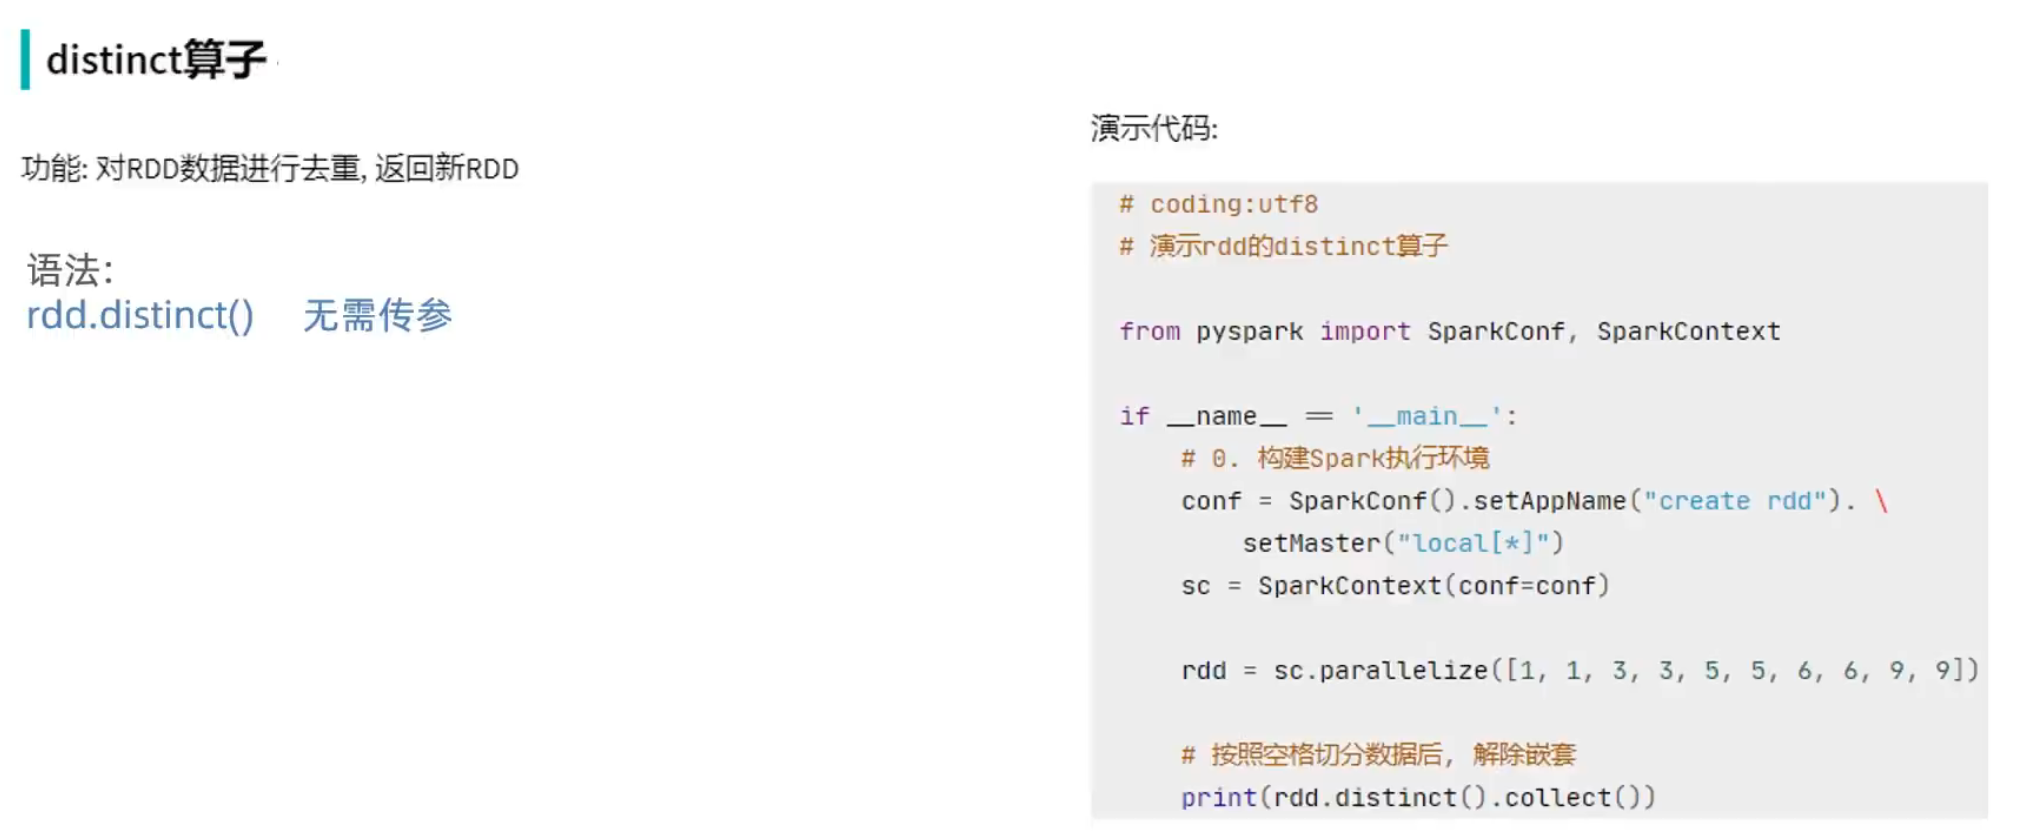 distinct算子
功能: 对RDD数据进行去重, 返回新RDD
语法:
rdd.distinct() 无需传参
演示代码:
# coding:utf8
# 演示rdd的distinct算子
from pyspark import SparkConf, SparkContext
if __name__ == '__main__':
    # 0. 构建Spark执行环境
    conf = SparkConf().setAppName("create rdd"). \
        setMaster("local[*]")
    sc = SparkContext(conf=conf)
    rdd = sc.parallelize([1, 1, 3, 3, 5, 5, 6, 6, 9, 9])
    # 按照空格切分数据后, 解除嵌套
    print(rdd.distinct().collect())